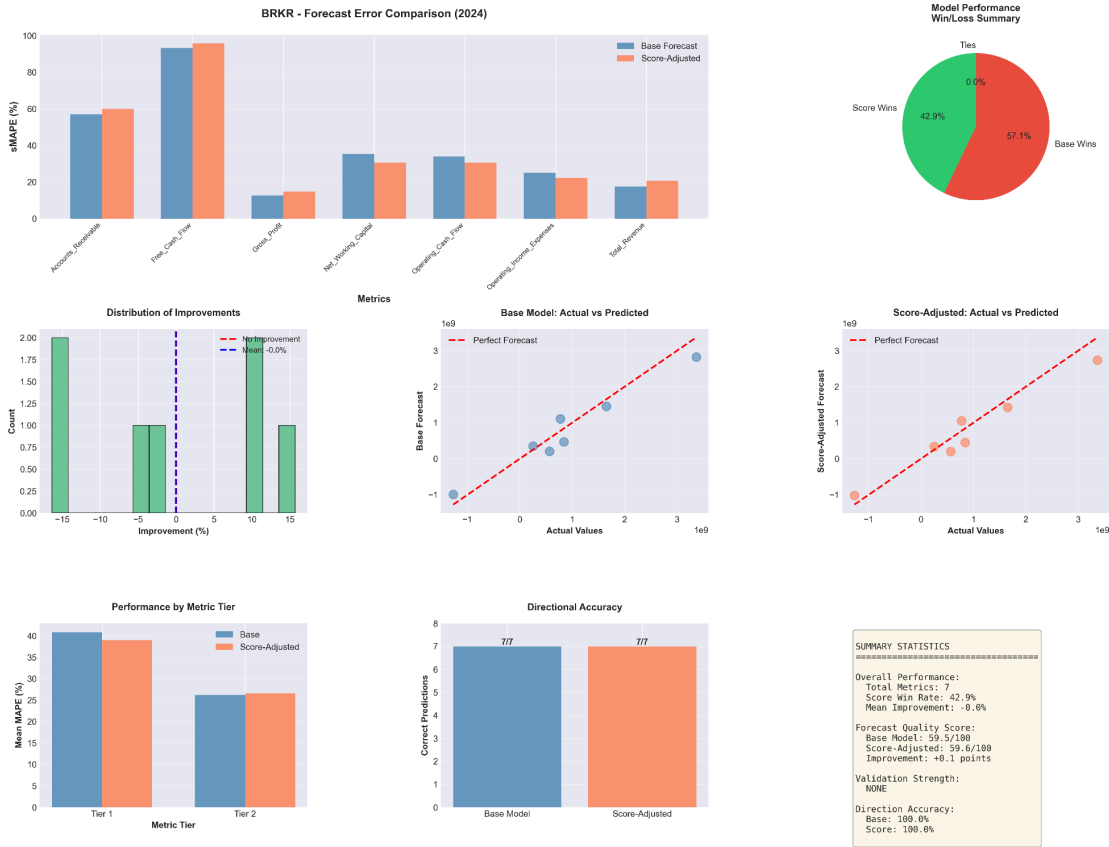 BRKR - Forecast Error Comparison (2024)
sMAPE (%)
100
80
60
40
20
0
Base Forecast
Score-Adjusted
Accounts_Receivable
Free_Cash_Flow
Gross_Profit
Net_Working_Capital
Operating_Cash_Flow
Operating_Income_Expenses
Total_Revenue
Metrics
Model Performance
Win/Loss Summary
Ties
0.0%
Score Wins
42.9%
57.1%
Base Wins
Distribution of Improvements
Count
2.00
1.75
1.50
1.25
1.00
0.75
0.50
0.25
0.00
No Improvement
Mean: -0.0%
−15
−10
−5
0
5
10
15
Improvement (%)
Base Model: Actual vs Predicted
1e9
Perfect Forecast
Base Forecast
3
2
1
0
−1
−1
0
1
2
3
1e9
Actual Values
Score-Adjusted: Actual vs Predicted
1e9
Perfect Forecast
Score-Adjusted Forecast
3
2
1
0
−1
−1
0
1
2
3
1e9
Actual Values
Performance by Metric Tier
Mean MAPE (%)
40
35
30
25
20
15
10
5
0
Base
Score-Adjusted
Tier 1
Tier 2
Metric Tier
Directional Accuracy
Correct Predictions
8
7
6
5
4
3
2
1
0
7/7
7/7
Base Model
Score-Adjusted
SUMMARY STATISTICS
===================================
Overall Performance:
Total Metrics: 7
Score Win Rate: 42.9%
Mean Improvement: -0.0%
Forecast Quality Score:
Base Model: 59.5/100
Score-Adjusted: 59.6/100
Improvement: +0.1 points
Validation Strength:
NONE
Direction Accuracy:
Base: 100.0%
Score: 100.0%